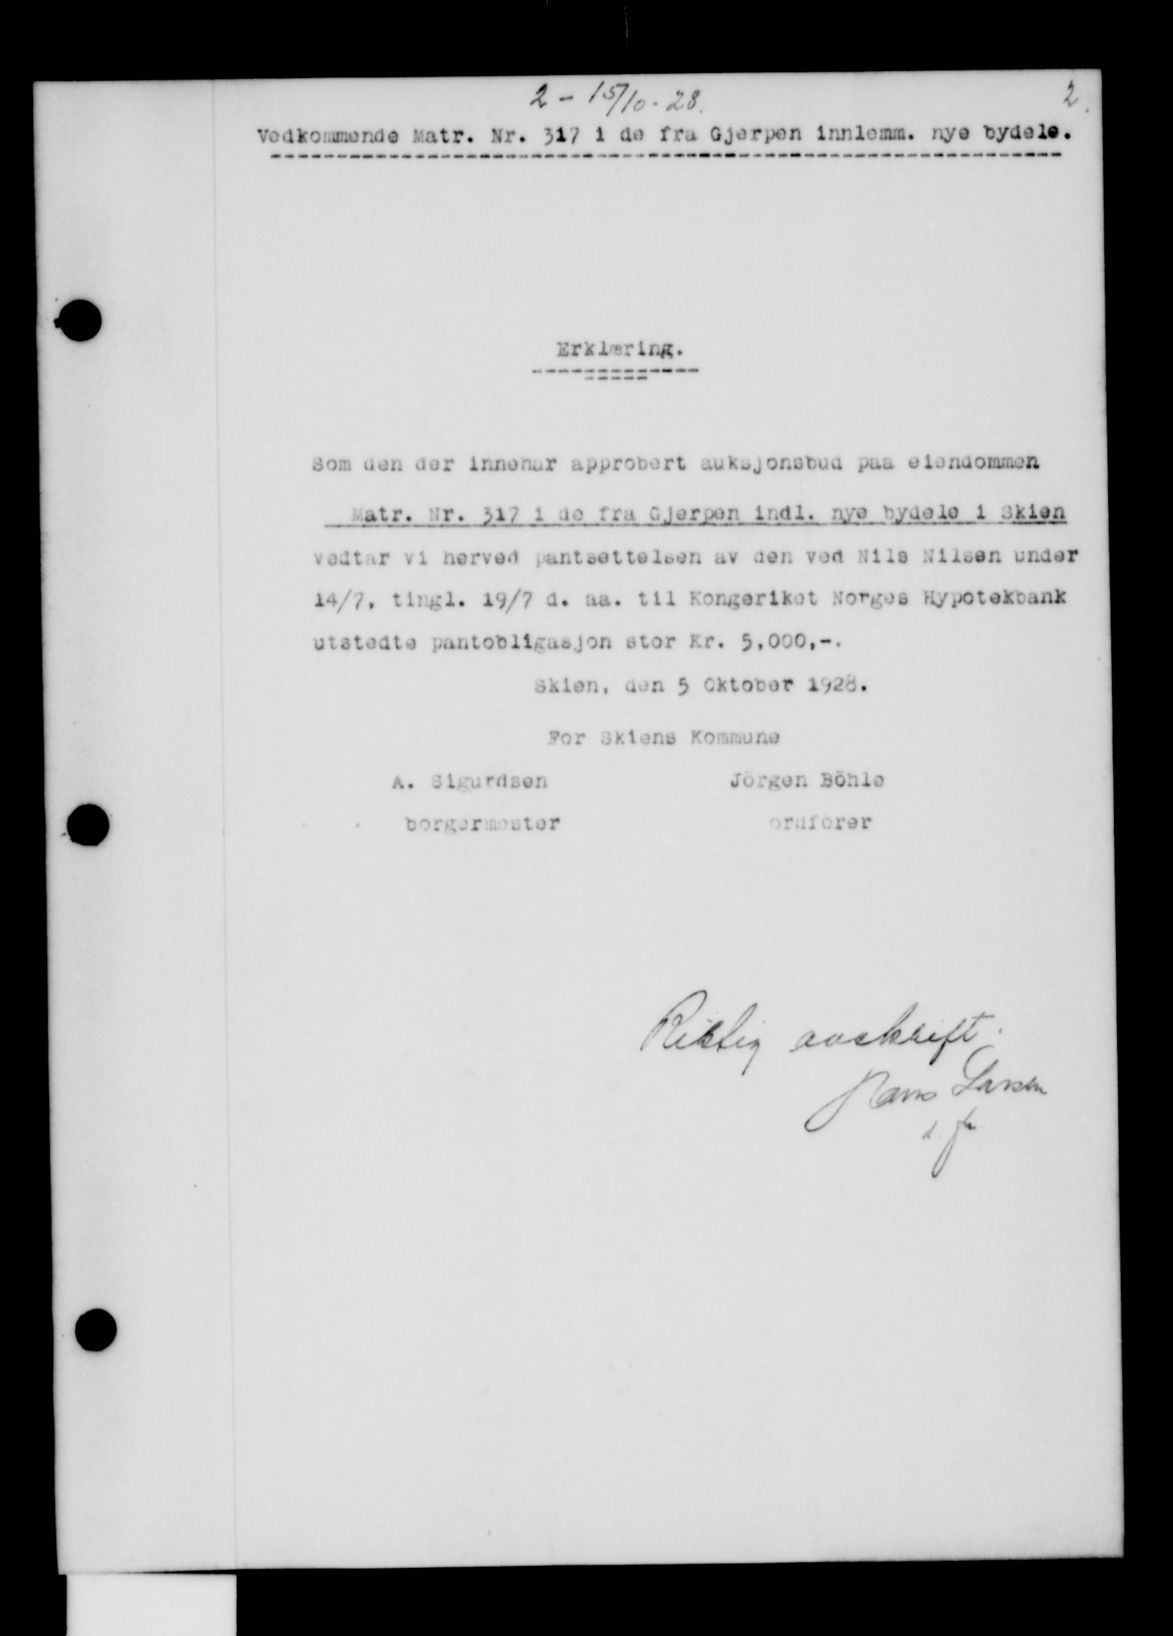 2 - 15/10-28.
2.
Vedkommende Matr. Nr. 317 i de fra Gjerpen innlemm. nye bydele.
Erklæring.
Som den der innehar approbert auksjonsbud paa eiendommen
Matr. Nr. 317 i de fra Gjerpen indl. nye bydele i Skien
vedtar vi herved pantsettelsen av den ved Nils Nilsen under
14/7, tingl. 19/7 d. aa. til Kongeriket Norges Hypotekbank
utstedte pantobligasjon stor Kr. 5,000,-.
Skien, den 5 Oktober 1928.
For Skiens Kommune
A. Sigurdsen Jörgen Böhle
borgermester ordförer
Riktig avskrift.
Hans Larsen